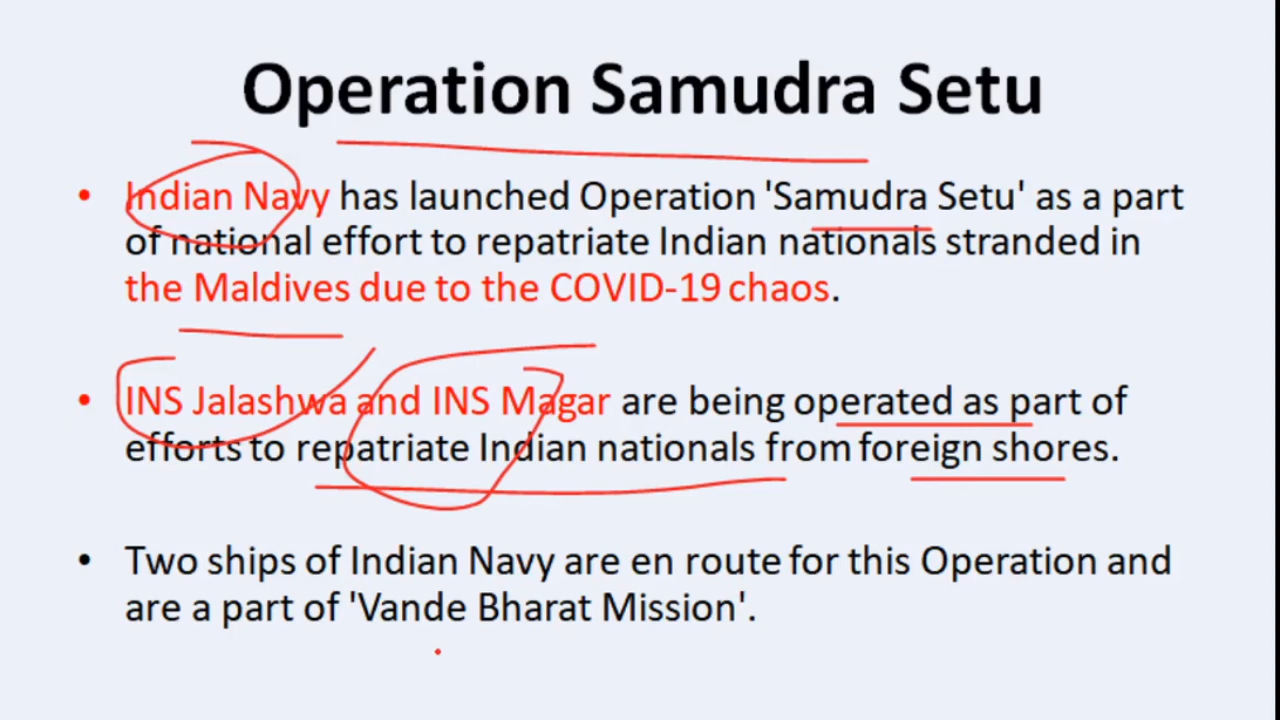 Operation Samudra Setu
• Indian Navy has launched Operation 'Samudra Setu' as a part
of national effort to repatriate Indian nationals stranded in
the Maldives due to the COVID-19 chaos.
• INS Jalashwa and INS Magar are being operated as part of
efforts to repatriate Indian nationals from foreign shores.
• Two ships of Indian Navy are en route for this Operation and
are a part of 'Vande Bharat Mission'.